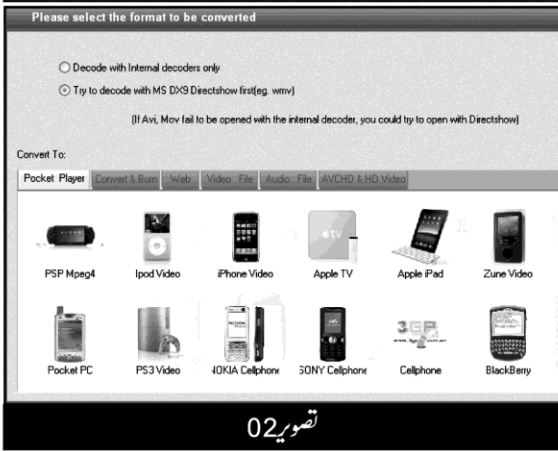 Please select the format to be converted
Decode with Internal decoders only
Try to decode with MS DX9 Directshow first(eg. wmv)
(If Avi, Mov fail to be opened with the internal decoder, you could try to open with Directshow)
Convert To:
Pocket Player Convert & Burn Web Video File Audio File AVCHD & HD Video
tv
PSP Mpeg4 Ipod Video iPhone Video Apple TV Apple iPad Zune Video
3GP
Pocket PC PS3 Video NOKIA Cellphone SONY Cellphone Cellphone BlackBerry
تصویر02